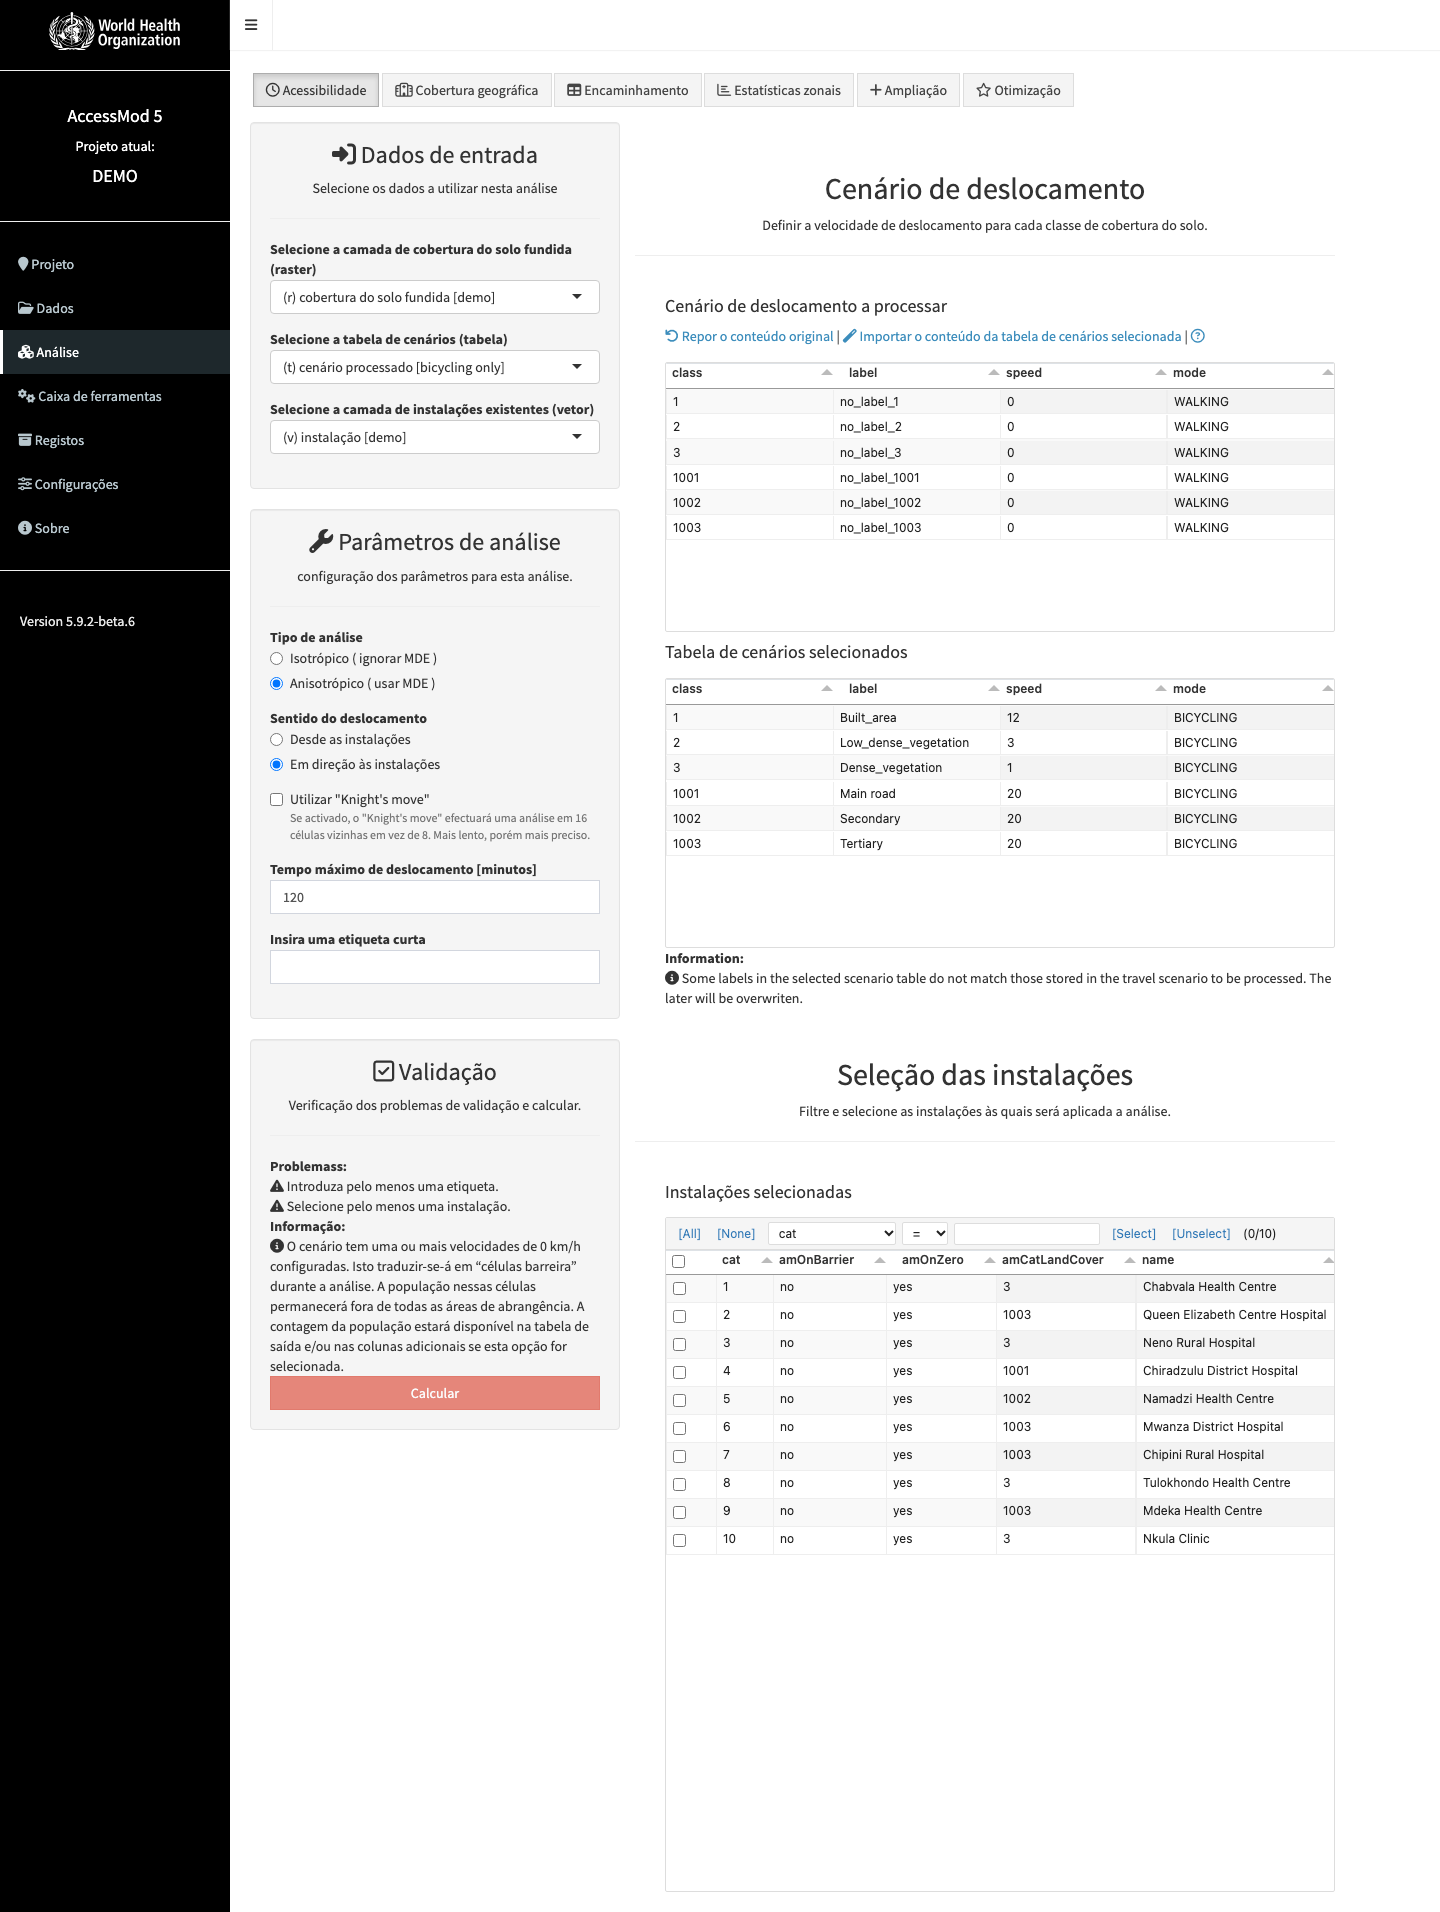 World Health
Organization
AccessMod 5
Projeto atual:
DEMO
Projeto
Dados
Análise
Caixa de ferramentas
Registos
Configurações
Sobre
Version 5.9.2-beta.6
Acessibilidade Cobertura geográfica Encaminhamento Estatísticas zonais Ampliação Otimização
Dados de entrada
Selecione os dados a utilizar nesta análise
Selecione a camada de cobertura do solo fundida
(raster)
(r) cobertura do solo fundida [demo]
Selecione a tabela de cenários (tabela)
(t) cenário processado [bicycling only]
Selecione a camada de instalações existentes (vetor)
(v) instalação [demo]
Parâmetros de análise
configuração dos parâmetros para esta análise.
Tipo de análise
Isotrópico ( ignorar MDE )
Anisotrópico ( usar MDE )
Sentido do deslocamento
Desde as instalações
Em direção às instalações
Utilizar "Knight's move"
Se activado, o "Knight's move" efectuará uma análise em 16
células vizinhas em vez de 8. Mais lento, porém mais preciso.
Tempo máximo de deslocamento [minutos]
120
Insira uma etiqueta curta
Validação
Verificação dos problemas de validação e calcular.
Problemass:
Introduza pelo menos uma etiqueta.
Selecione pelo menos uma instalação.
Informação:
O cenário tem uma ou mais velocidades de 0 km/h
configuradas. Isto traduzir-se-á em “células barreira”
durante a análise. A população nessas células
permanecerá fora de todas as áreas de abrangência. A
contagem da população estará disponível na tabela de
saída e/ou nas colunas adicionais se esta opção for
selecionada.
Calcular
Cenário de deslocamento
Definir a velocidade de deslocamento para cada classe de cobertura do solo.
Cenário de deslocamento a processar
Repor o conteúdo original | Importar o conteúdo da tabela de cenários selecionada |
class label speed mode
1 no_label_1 0 WALKING
2 no_label_2 0 WALKING
3 no_label_3 0 WALKING
1001 no_label_1001 0 WALKING
1002 no_label_1002 0 WALKING
1003 no_label_1003 0 WALKING
Tabela de cenários selecionados
class label speed mode
1 Built_area 12 BICYCLING
2 Low_dense_vegetation 3 BICYCLING
3 Dense_vegetation 1 BICYCLING
1001 Main road 20 BICYCLING
1002 Secondary 20 BICYCLING
1003 Tertiary 20 BICYCLING
Information:
Some labels in the selected scenario table do not match those stored in the travel scenario to be processed. The
later will be overwriten.
Seleção das instalações
Filtre e selecione as instalações às quais será aplicada a análise.
Instalações selecionadas
[All] [None] cat = [Select] [Unselect] (0/10)
cat amOnBarrier amOnZero amCatLandCover name
1 no yes 3 Chabvala Health Centre
2 no yes 1003 Queen Elizabeth Centre Hospital
3 no yes 3 Neno Rural Hospital
4 no yes 1001 Chiradzulu District Hospital
5 no yes 1002 Namadzi Health Centre
6 no yes 1003 Mwanza District Hospital
7 no yes 1003 Chipini Rural Hospital
8 no yes 3 Tulokhondo Health Centre
9 no yes 1003 Mdeka Health Centre
10 no yes 3 Nkula Clinic